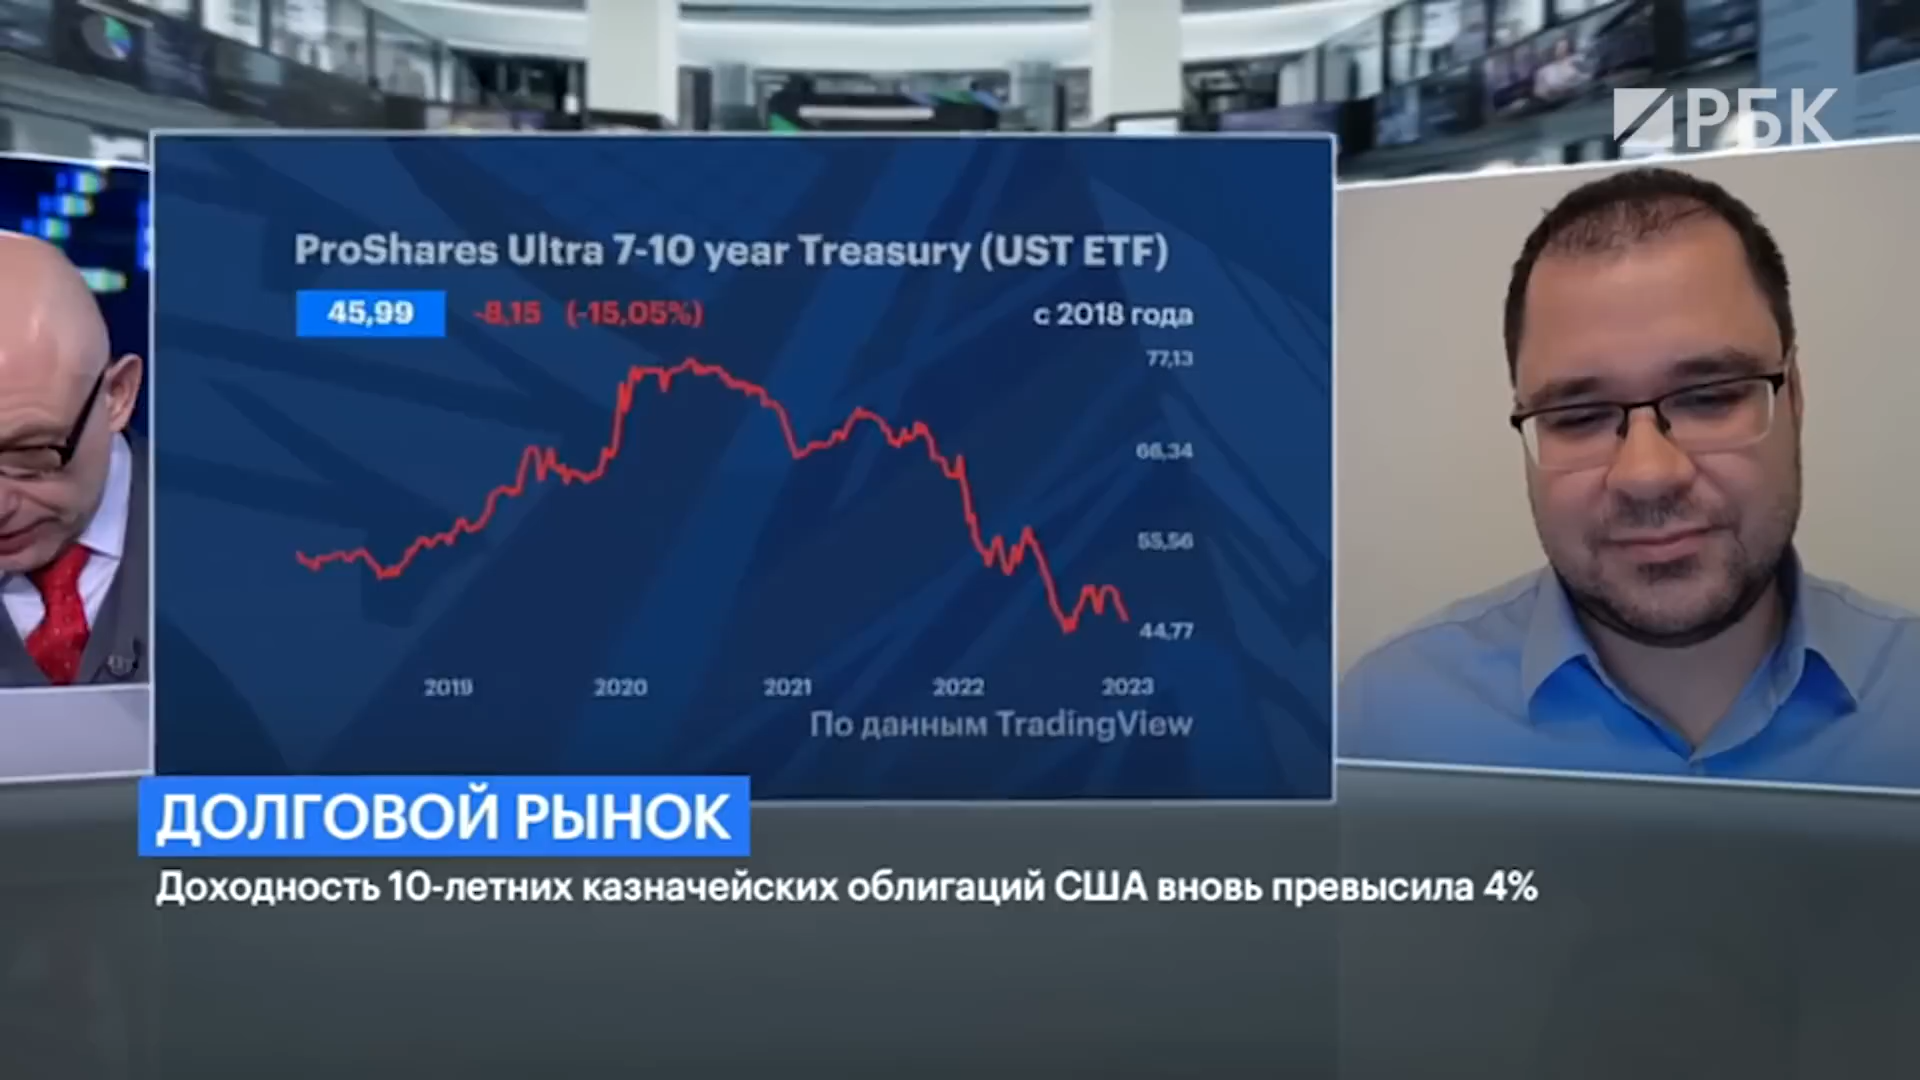 РБК
ProShares Ultra 7-10 year Treasury (UST ETF)
45,99 -8,15 (-15,05%) с 2018 года
77,13
66,34
55,56
44,77
2019 2020 2021 2022 2023
По данным TradingView
ДОЛГОВОЙ РЫНОК
Доходность 10-летних казначейских облигаций США вновь превысила 4%